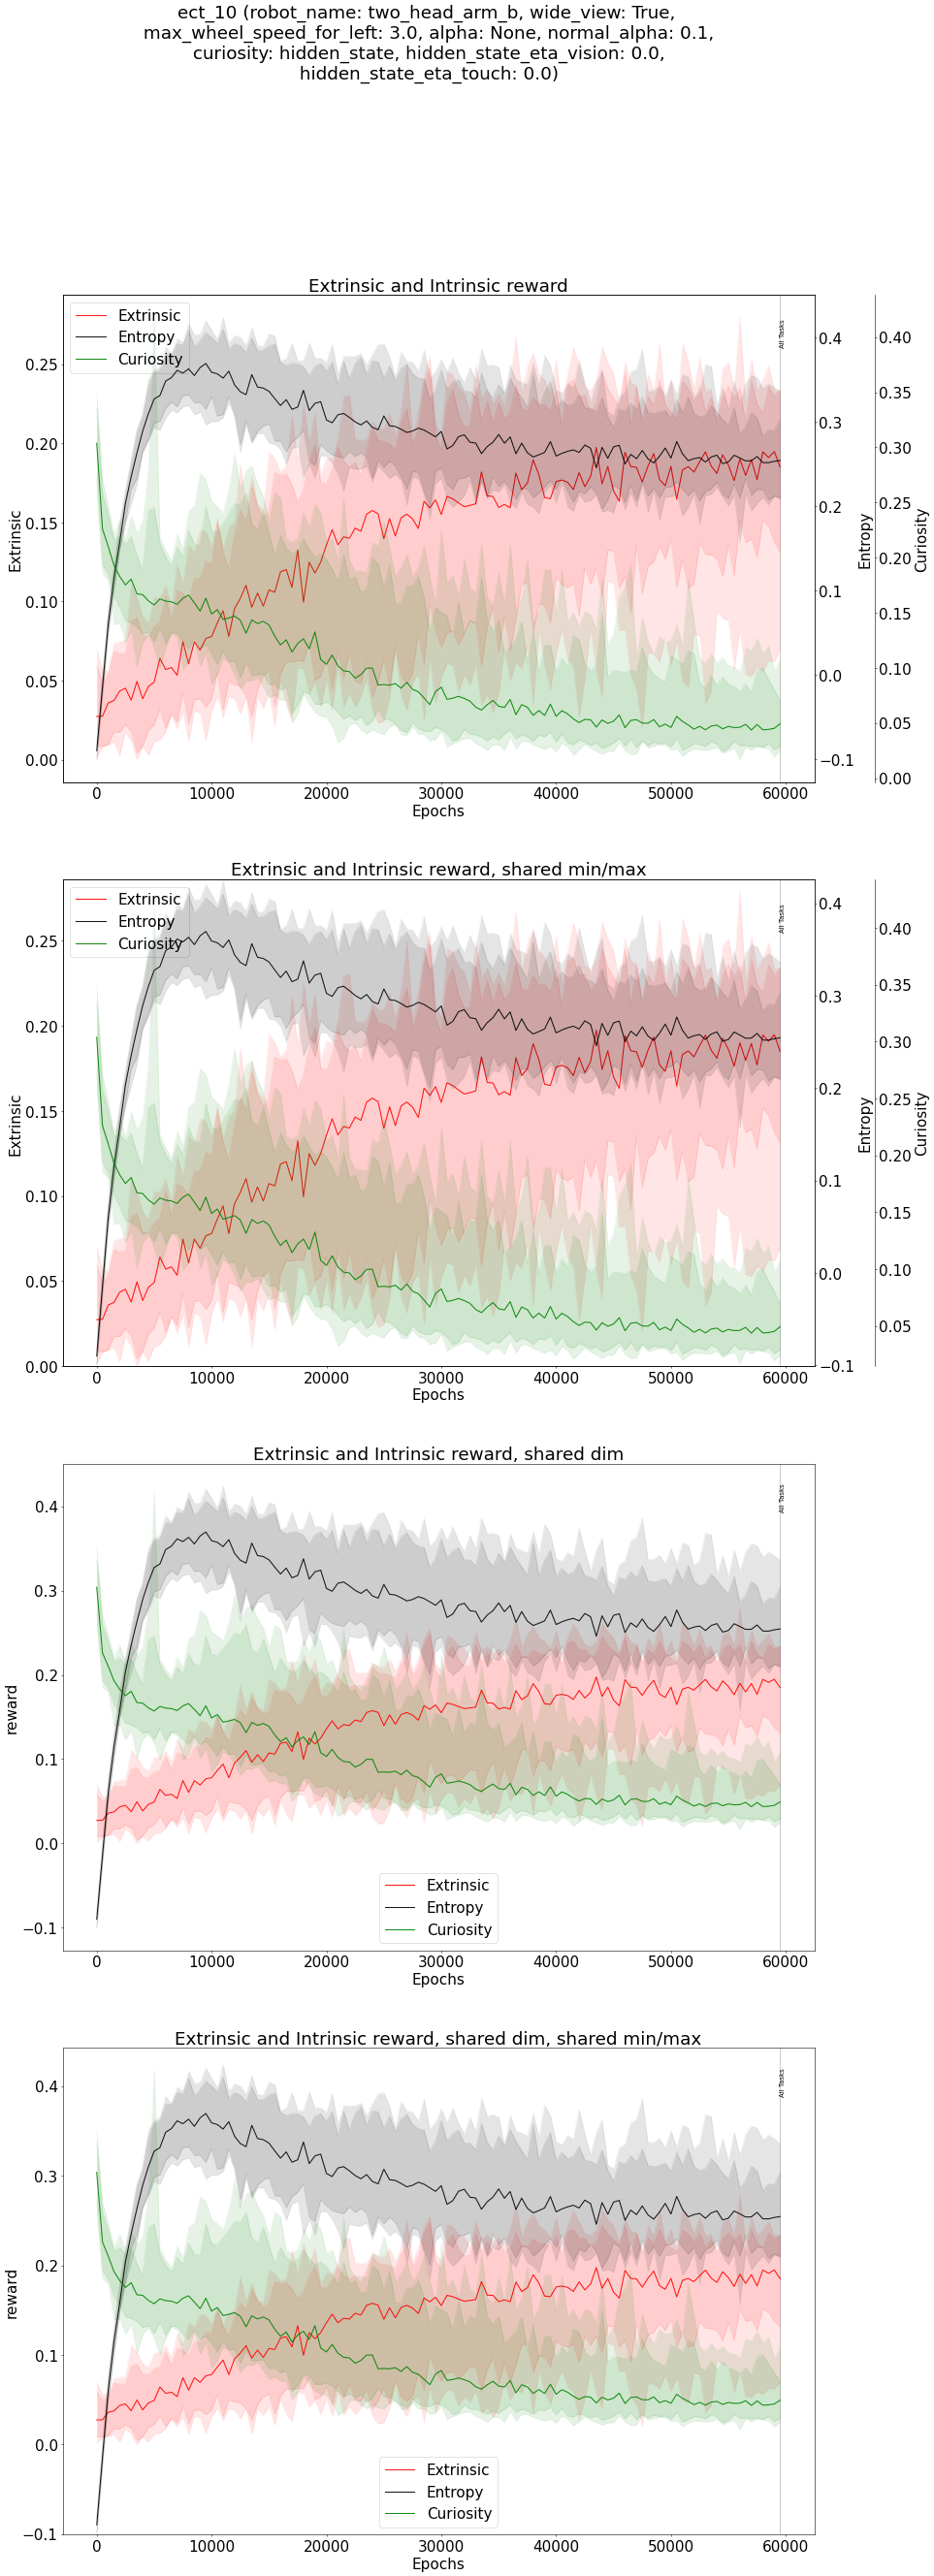 ect_10 (robot_name: two_head_arm_b, wide_view: True,
max_wheel_speed_for_left: 3.0, alpha: None, normal_alpha: 0.1,
curiosity: hidden_state, hidden_state_eta_vision: 0.0,
hidden_state_eta_touch: 0.0)
Extrinsic and Intrinsic reward
Extrinsic
Entropy
Curiosity
All Tasks
0.25
0.20
0.15
0.10
0.05
0.00
Extrinsic
0.4
0.3
0.2
0.1
0.0
−0.1
Entropy
0.40
0.35
0.30
0.25
0.20
0.15
0.10
0.05
0.00
Curiosity
0 10000 20000 30000 40000 50000 60000
Epochs
Extrinsic and Intrinsic reward, shared min/max
Extrinsic
Entropy
Curiosity
All Tasks
0.25
0.20
0.15
0.10
0.05
0.00
Extrinsic
0.4
0.3
0.2
0.1
0.0
−0.1
Entropy
0.40
0.35
0.30
0.25
0.20
0.15
0.10
0.05
Curiosity
0 10000 20000 30000 40000 50000 60000
Epochs
Extrinsic and Intrinsic reward, shared dim
All Tasks
0.4
0.3
0.2
0.1
0.0
−0.1
reward
Extrinsic
Entropy
Curiosity
0 10000 20000 30000 40000 50000 60000
Epochs
Extrinsic and Intrinsic reward, shared dim, shared min/max
All Tasks
0.4
0.3
0.2
0.1
0.0
−0.1
reward
Extrinsic
Entropy
Curiosity
0 10000 20000 30000 40000 50000 60000
Epochs